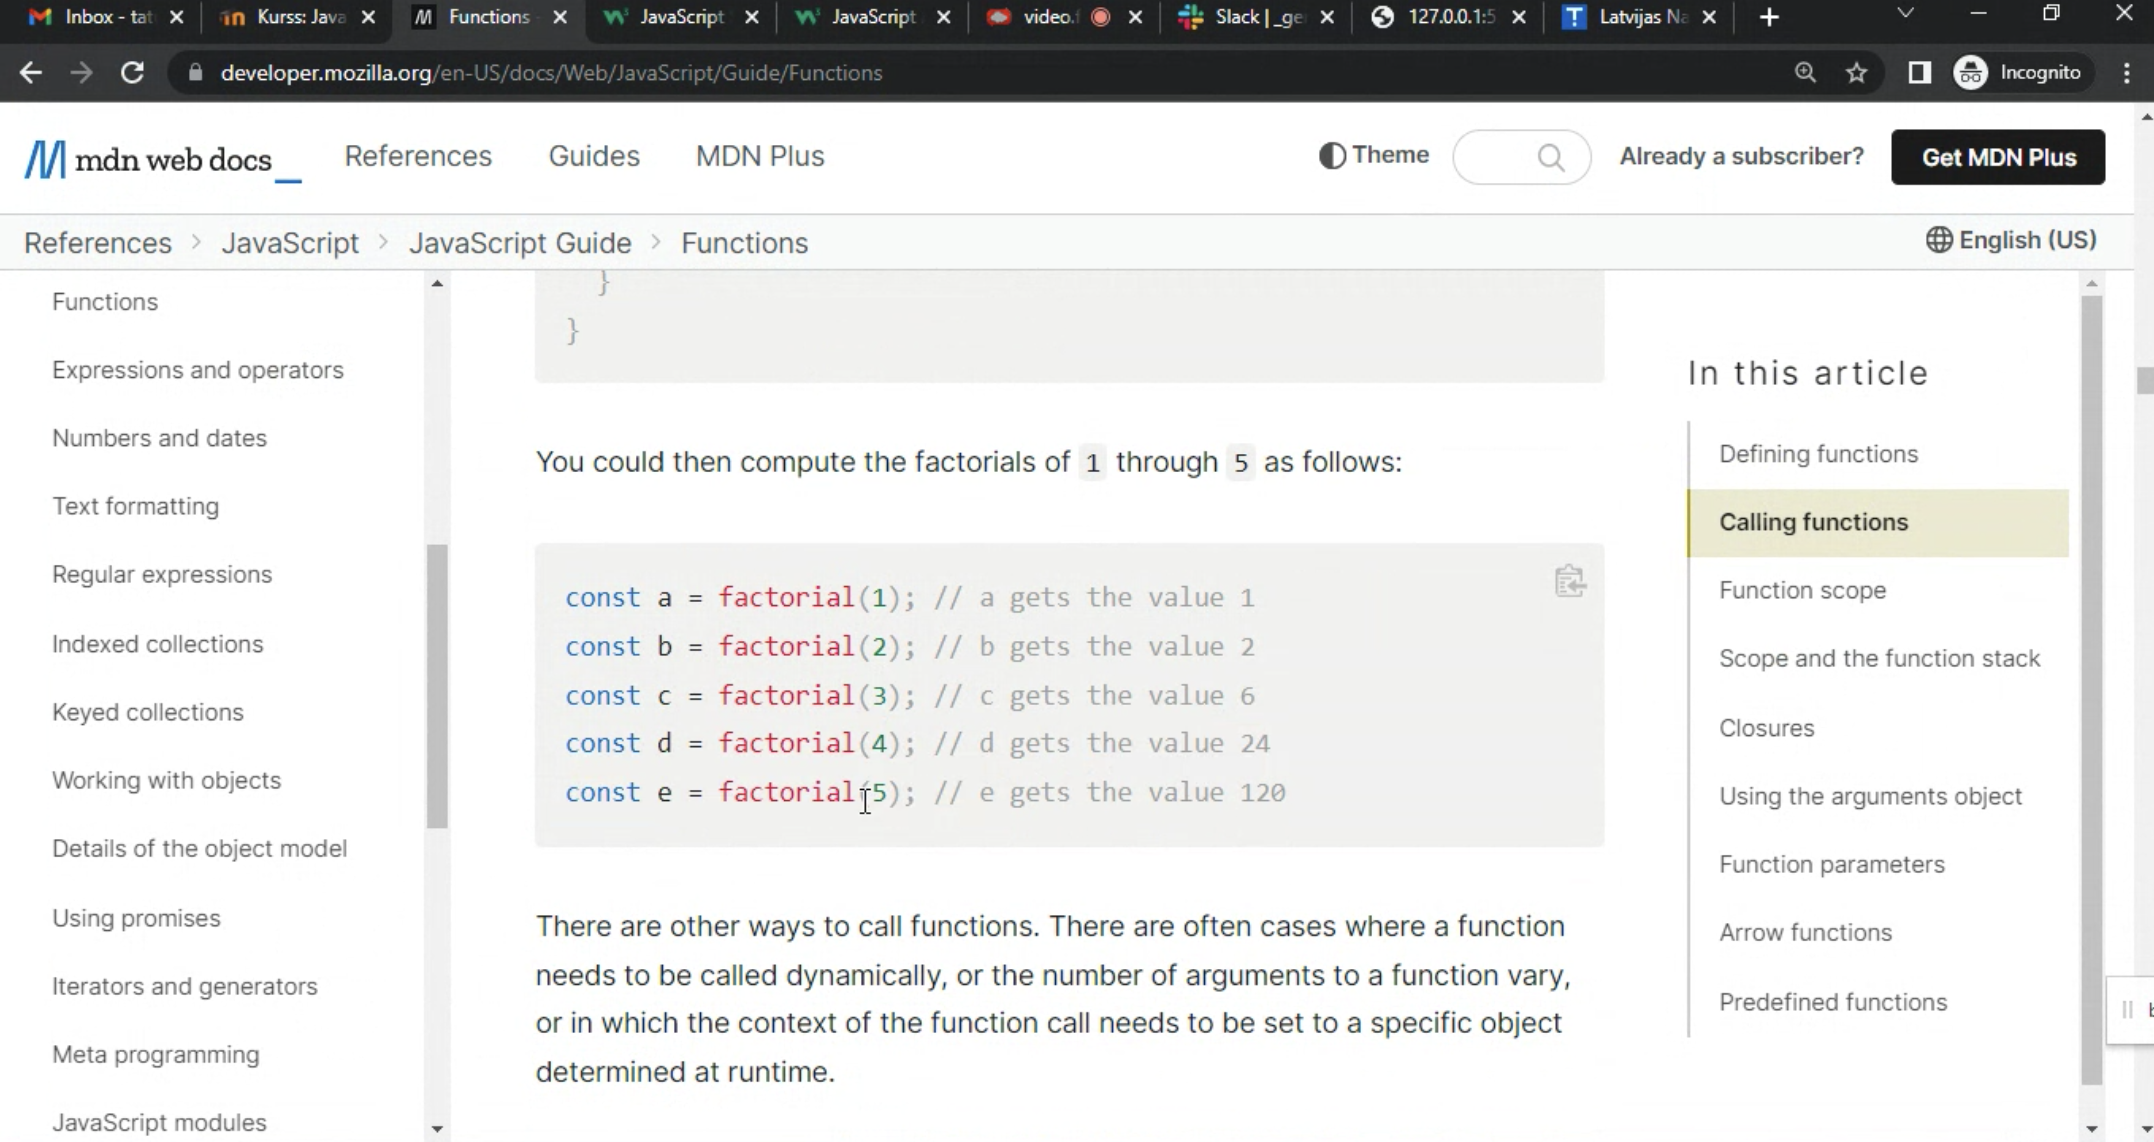 Inbox - tat
Kurss: Java
Functions
JavaScript
JavaScript
video.
Slack | _ge
127.0.0.1:5
Latvijas Na
developer.mozilla.org/en-US/docs/Web/JavaScript/Guide/Functions
Incognito
mdn web docs_
References
Guides
MDN Plus
Theme
Already a subscriber?
Get MDN Plus
References > JavaScript > JavaScript Guide > Functions
English (US)
Functions
Expressions and operators
Numbers and dates
Text formatting
Regular expressions
Indexed collections
Keyed collections
Working with objects
Details of the object model
Using promises
Iterators and generators
Meta programming
JavaScript modules
}
}
You could then compute the factorials of 1 through 5 as follows:
const a = factorial(1); // a gets the value 1
const b = factorial(2); // b gets the value 2
const c = factorial(3); // c gets the value 6
const d = factorial(4); // d gets the value 24
const e = factorial(5); // e gets the value 120
There are other ways to call functions. There are often cases where a function
needs to be called dynamically, or the number of arguments to a function vary,
or in which the context of the function call needs to be set to a specific object
determined at runtime.
In this article
Defining functions
Calling functions
Function scope
Scope and the function stack
Closures
Using the arguments object
Function parameters
Arrow functions
Predefined functions